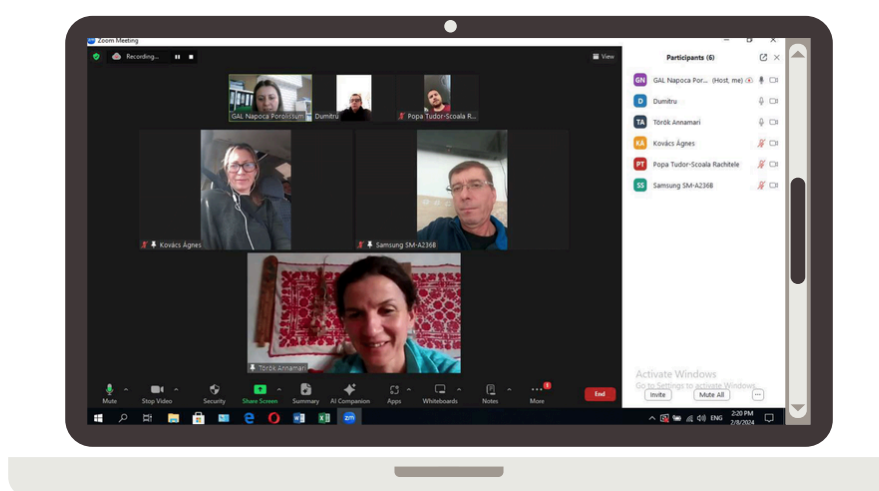 Zoom Meeting
Recording...
View
GAL Napoca Porolissum
Dumitru
Popa Tudor-Scoala R...
Kovács Ágnes
Samsung SM-A236B
Török Annamari
Mute
Stop Video
Security
Share Screen
Summary
AI Companion
Apps
Whiteboards
Notes
More
End
Participants (6)
GN GAL Napoca Por... (Host, me)
D Dumitru
TA Török Annamari
KÁ Kovács Ágnes
PT Popa Tudor-Scoala Rachitele
SS Samsung SM-A236B
Activate Windows
Go to Settings to activate Windows.
Invite
Mute All
zm
ENG
2:20 PM
2/8/2024